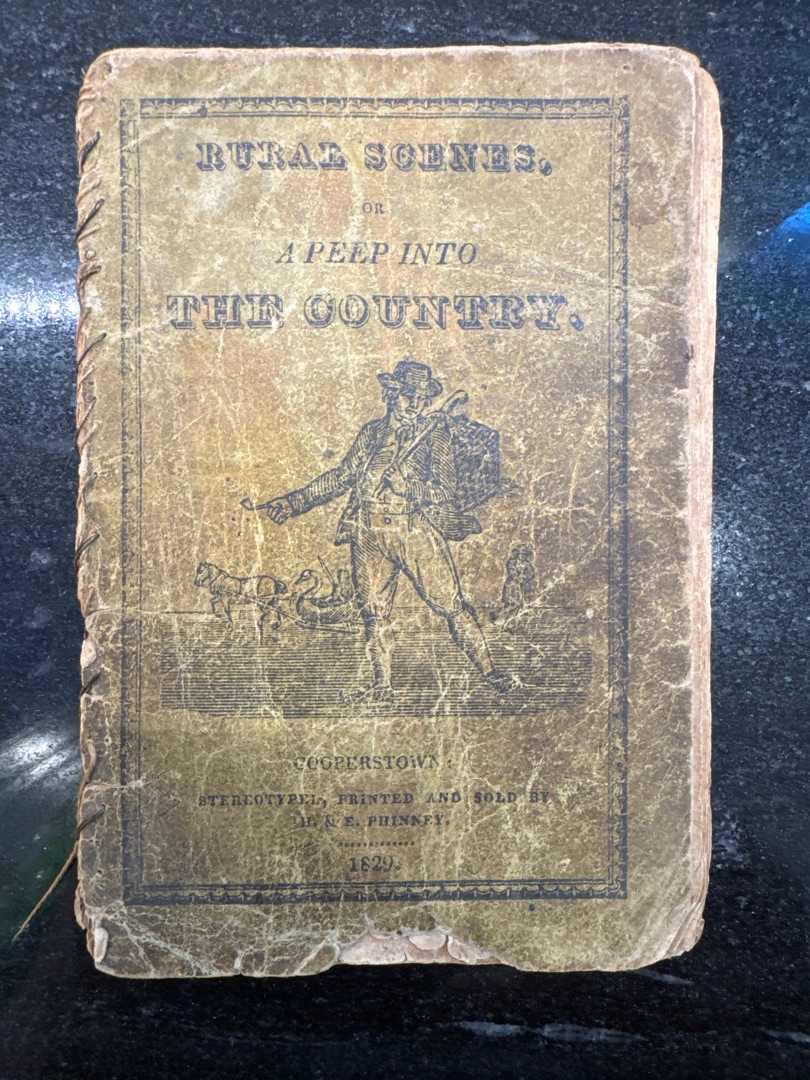 RURAL SCENES,
OR
A PEEP INTO
THE COUNTRY.
COOPERSTOWN:
STEREOTYPED, PRINTED AND SOLD BY
H. & E. PHINNEY.
1829.